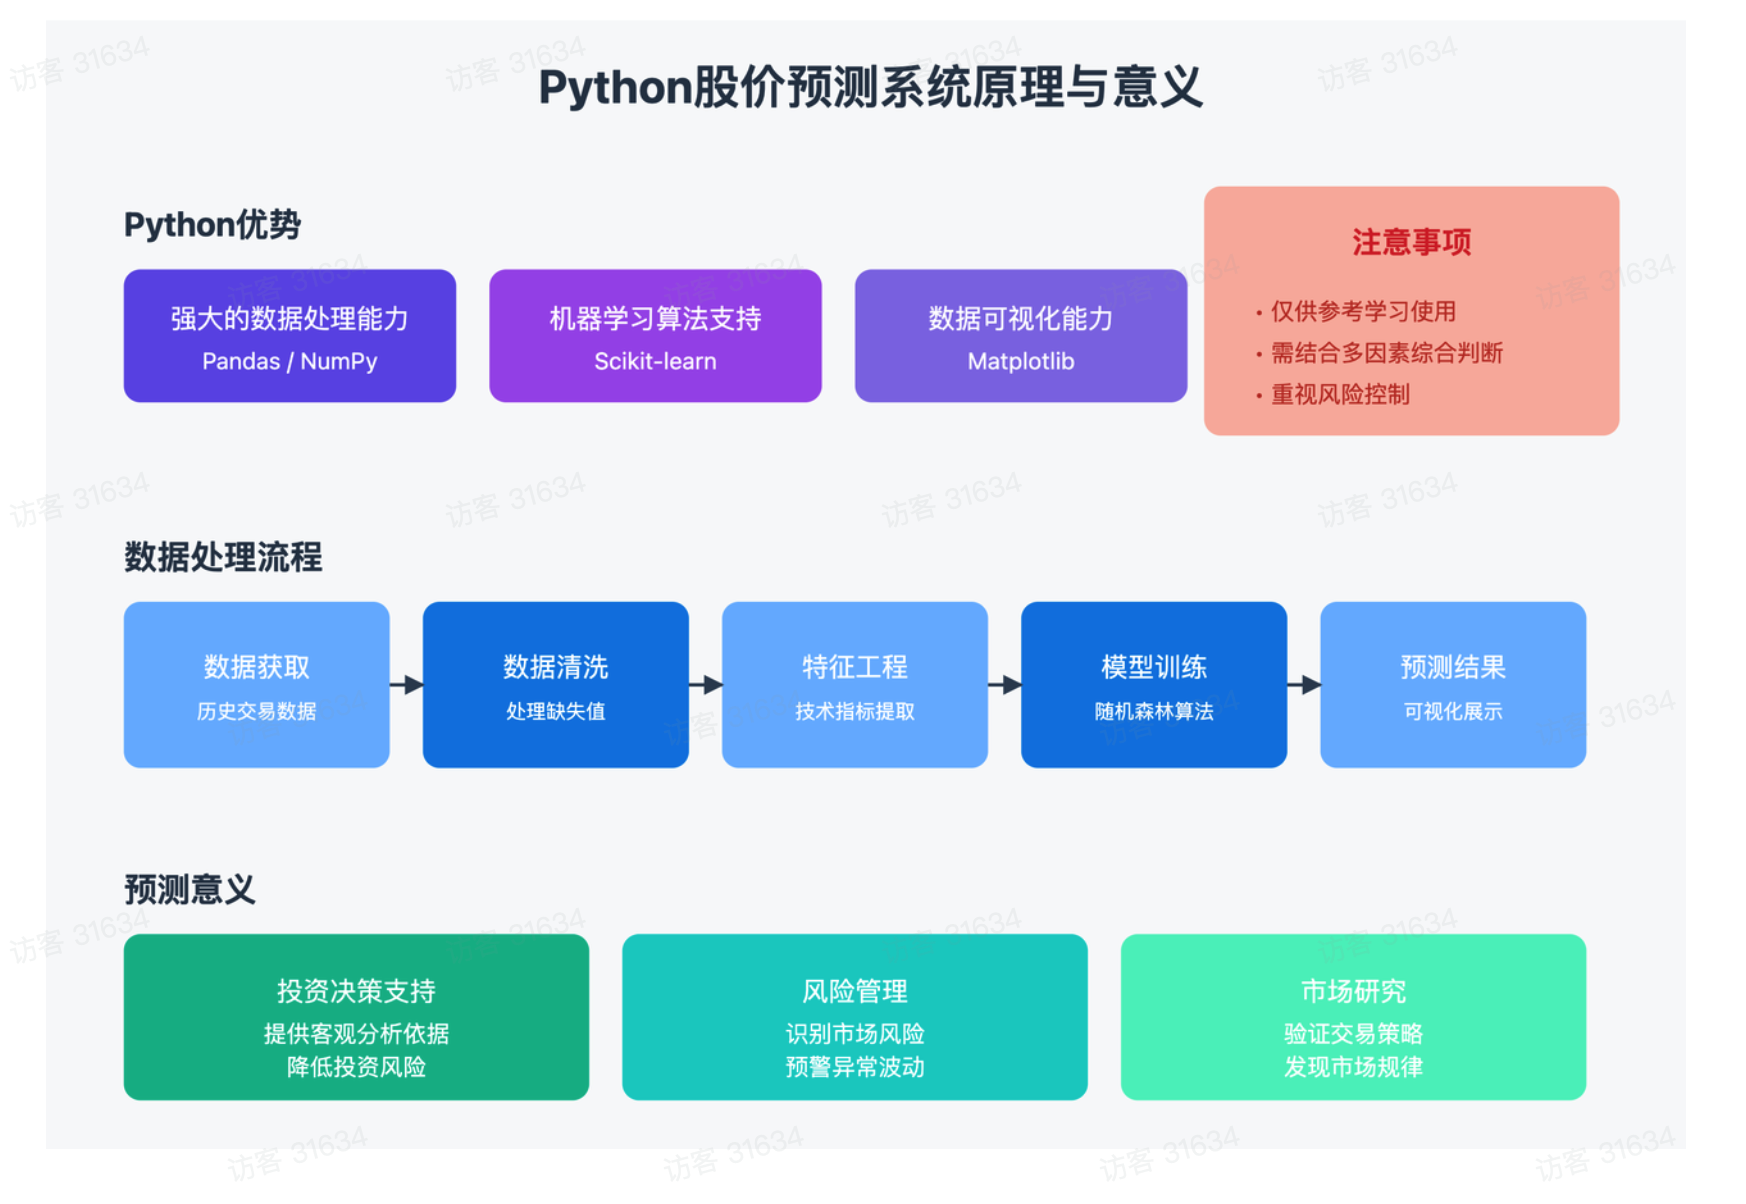 Python股价预测系统原理与意义
Python优势
强大的数据处理能力
Pandas / NumPy
机器学习算法支持
Scikit-learn
数据可视化能力
Matplotlib
注意事项
• 仅供参考学习使用
• 需结合多因素综合判断
• 重视风险控制
数据处理流程
数据获取
历史交易数据
数据清洗
处理缺失值
特征工程
技术指标提取
模型训练
随机森林算法
预测结果
可视化展示
预测意义
投资决策支持
提供客观分析依据
降低投资风险
风险管理
识别市场风险
预警异常波动
市场研究
验证交易策略
发现市场规律
访客 31634